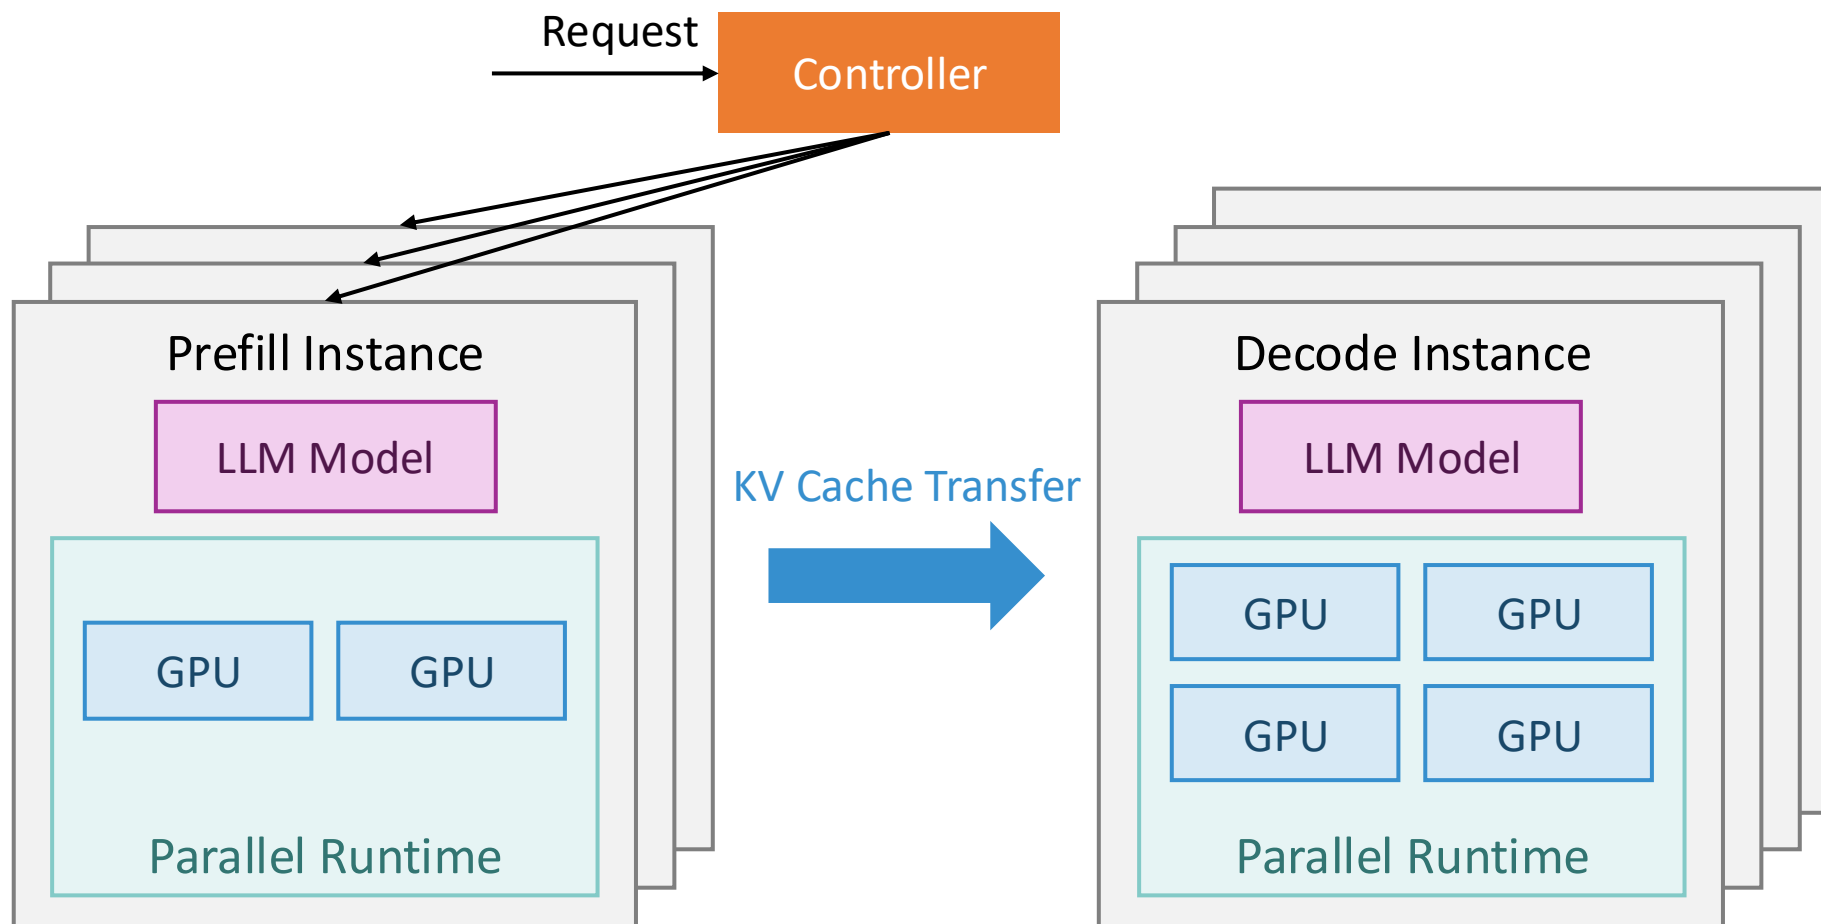 Request
Controller
Prefill Instance
LLM Model
GPU
GPU
Parallel Runtime
KV Cache Transfer
Decode Instance
LLM Model
GPU
GPU
GPU
GPU
Parallel Runtime